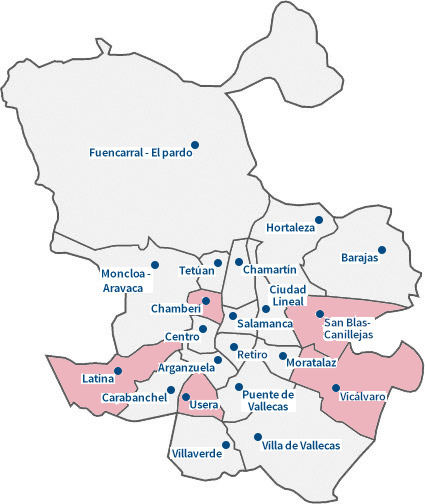 Fuencarral - El pardo
Hortaleza
Barajas
Moncloa -
Aravaca
Tetúan
Chamartín
Ciudad
Lineal
Chamberi
Salamanca
San Blas-
Canillejas
Centro
Retiro
Moratalaz
Arganzuela
Latina
Carabanchel
Usera
Puente de
Vallecas
Vicálvaro
Villaverde
Villa de Vallecas